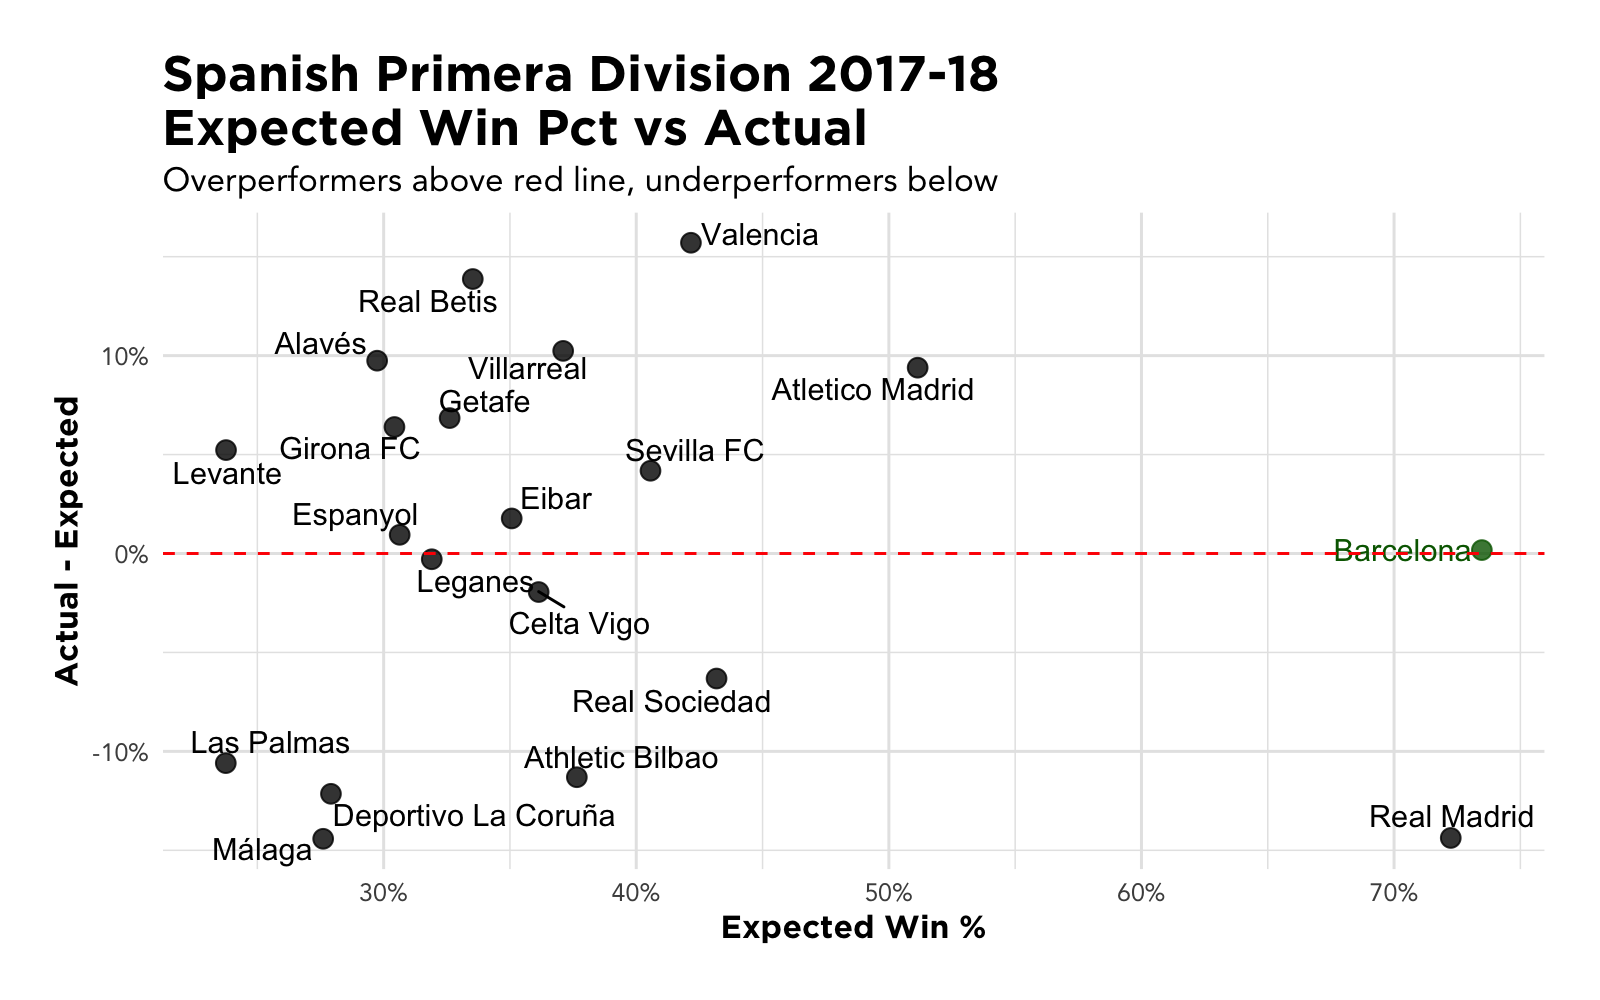 Spanish Primera Division 2017-18
Expected Win Pct vs Actual
Overperformers above red line, underperformers below
Valencia
Real Betis
Alavés
10%
Villarreal
Atletico Madrid
Getafe
Girona FC
Sevilla FC
Levante
Eibar
Espanyol
Actual - Expected
0%
Barcelona
Leganes
Celta Vigo
Real Sociedad
Las Palmas
-10%
Athletic Bilbao
Deportivo La Coruña
Real Madrid
Málaga
30%
40%
50%
60%
70%
Expected Win %